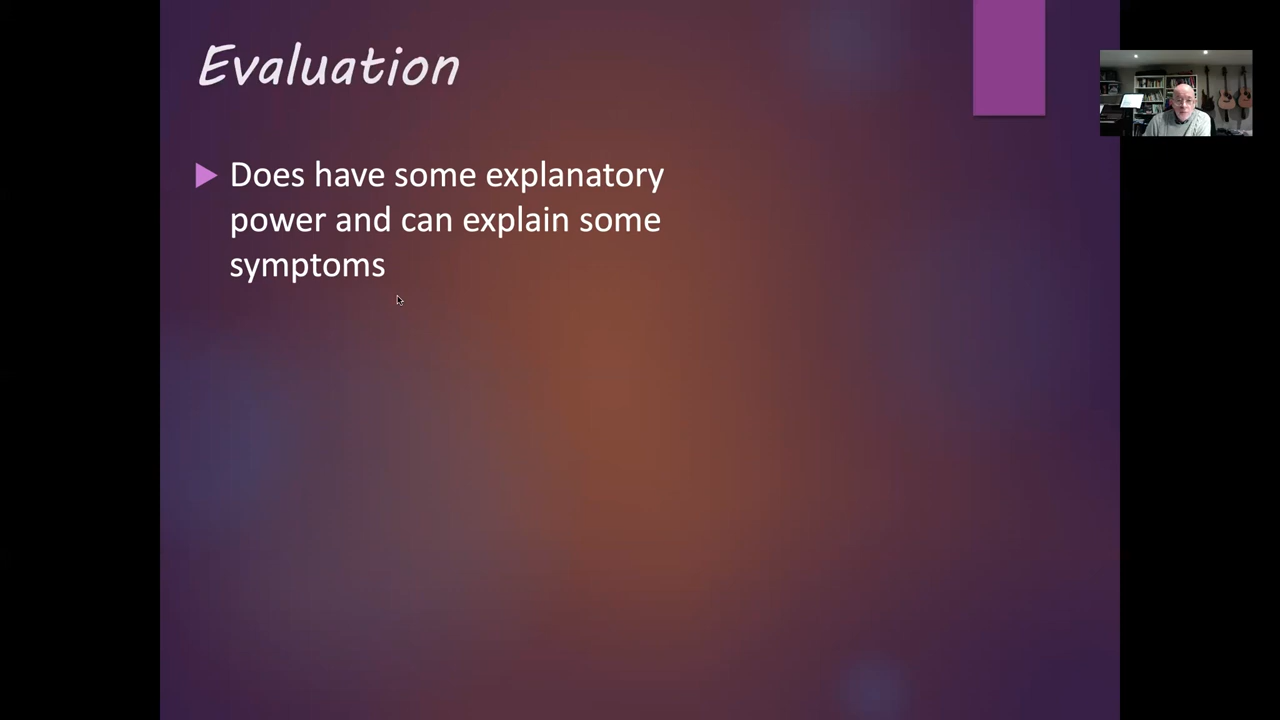 Evaluation
Does have some explanatory
power and can explain some
symptoms